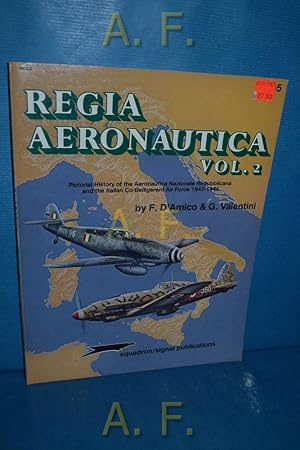 A. F.
REGIA
AERONAUTICA
VOL. 2
Pictorial History of the Aeronautica Nazionale Repubblicana
and the Italian Co-Belligerent Air Force 1943-1945
by F. D'Amico & G. Valentini
A. F.
squadron/signal publications
A. F.